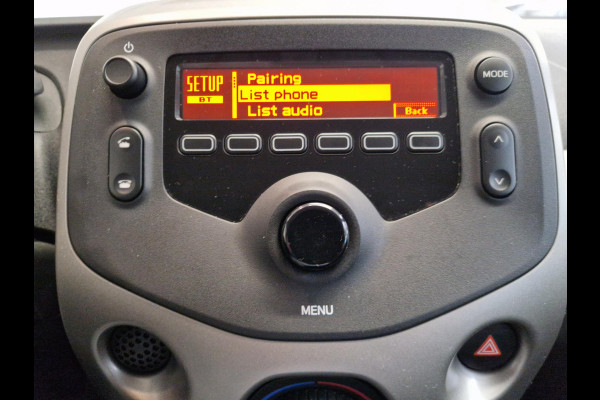 SETUP
BT
Pairing
List phone
List audio
Back
MODE
MENU